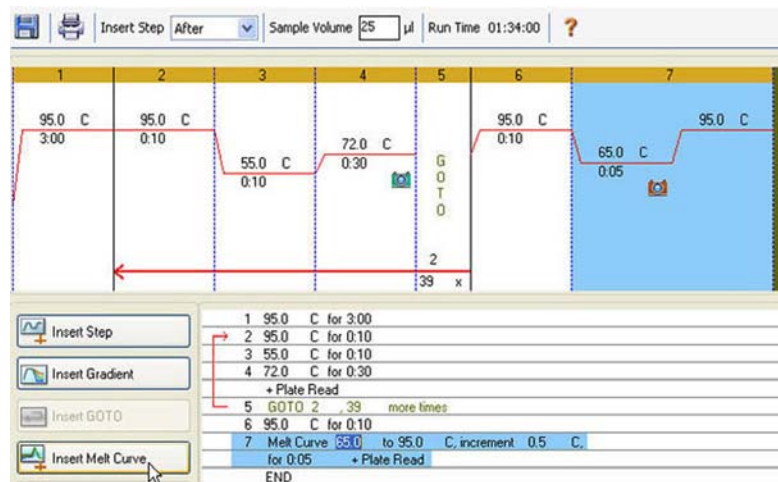 Insert Step After Sample Volume 25 µl Run Time 01:34:00 ?
1 2 3 4 5 6 7
95.0 C 95.0 C 95.0 C 95.0 C
3:00 0:10 72.0 C 0:10 65.0 C
55.0 C 0:30 0:05
0:10
G
O
T
O
2
39 x
Insert Step
Insert Gradient
Insert GOTO
Insert Melt Curve
1 95.0 C for 3:00
2 95.0 C for 0:10
3 55.0 C for 0:10
4 72.0 C for 0:30
+ Plate Read
5 GOTO 2 , 39 more times
6 95.0 C for 0:10
7 Melt Curve 65.0 to 95.0 C, increment 0.5 C,
for 0:05 + Plate Read
END